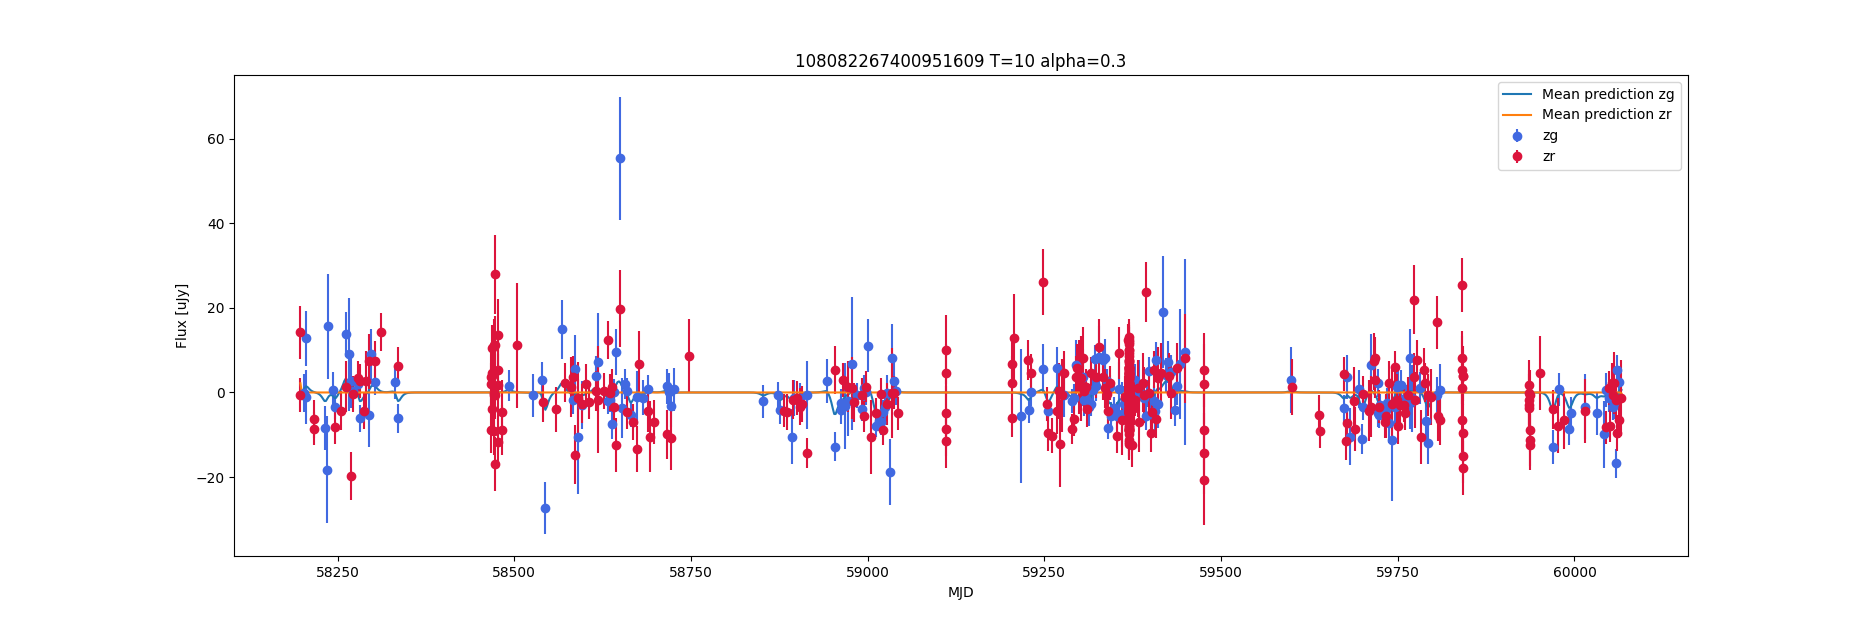 108082267400951609 T=10 alpha=0.3
Mean prediction zg
Mean prediction zr
zg
zr
Flux [uJy]
60
40
20
0
−20
58250 58500 58750 59000 59250 59500 59750 60000
MJD